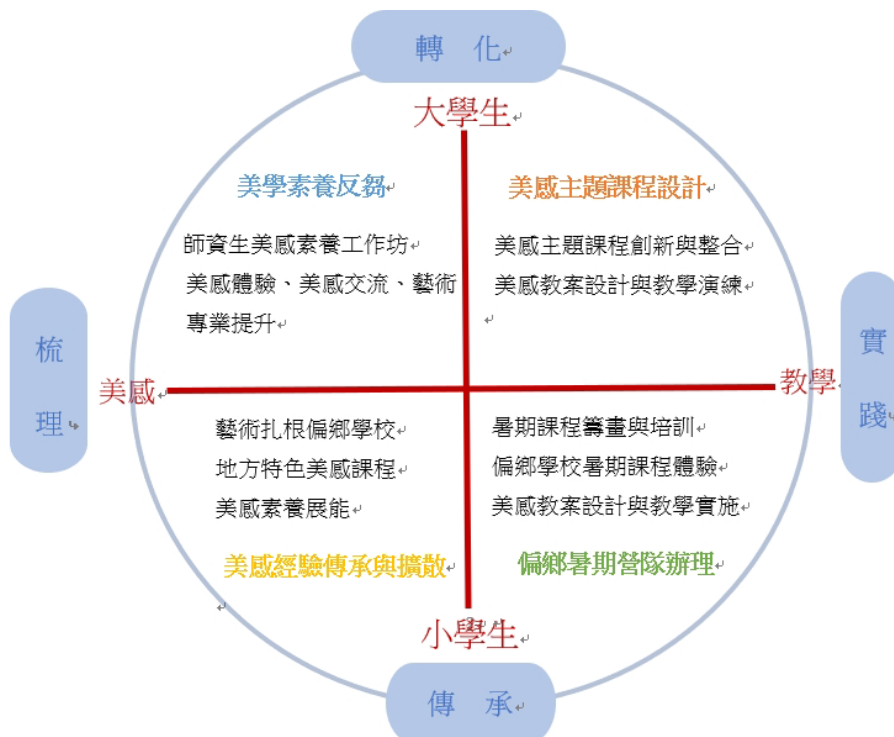 轉 化
大學生
美學素養反芻
師資生美感素養工作坊
美感體驗、美感交流、藝術
專業提升
美感主題課程設計
美感主題課程創新與整合
美感教案設計與教學演練
梳
理
美感
教學
實
踐
藝術扎根偏鄉學校
地方特色美感課程
美感素養展能
美感經驗傳承與擴散
暑期課程籌畫與培訓
偏鄉學校暑期課程體驗
美感教案設計與教學實施
偏鄉暑期營隊辦理
小學生
傳 承